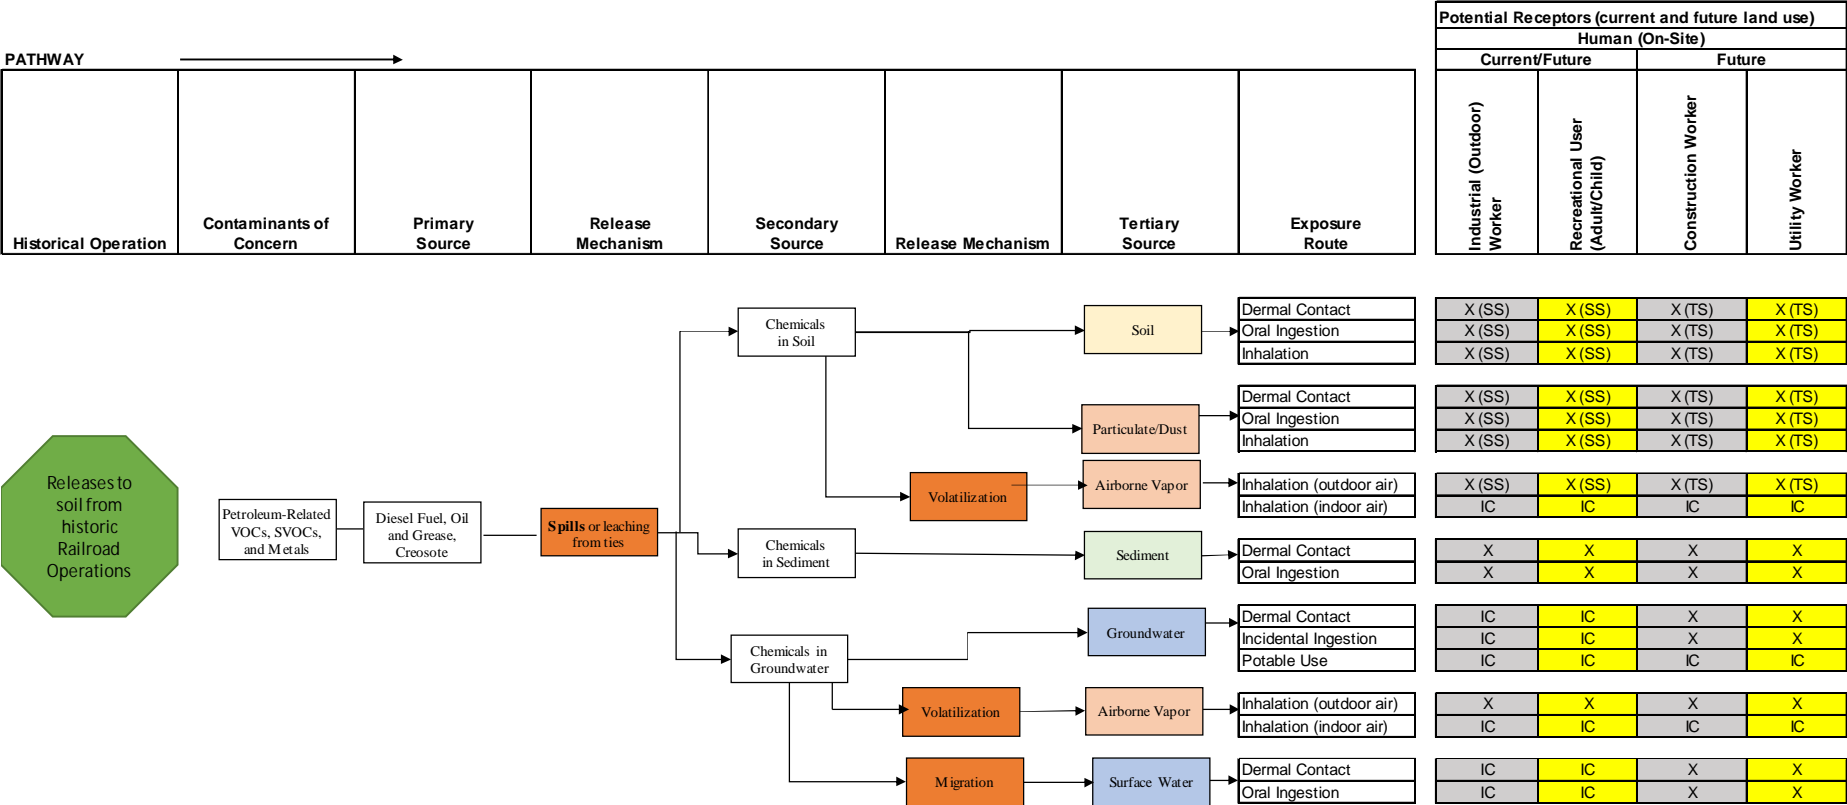 Potential Receptors (current and future land use)
Human (On-Site)
PATHWAY
Current/Future
Future
Historical Operation
Contaminants of
Concern
Primary
Source
Release
Mechanism
Secondary
Source
Release Mechanism
Tertiary
Source
Exposure
Route
Industrial (Outdoor)
Worker
Recreational User
(Adult/Child)
Construction Worker
Utility Worker
Releases to
soil from
historic
Railroad
Operations
Petroleum-Related
VOCs, SVOCs,
and Metals
Diesel Fuel, Oil
and Grease,
Creosote
Spills or leaching
from ties
Chemicals
in Soil
Soil
Dermal Contact X (SS) X (SS) X (TS) X (TS)
Oral Ingestion X (SS) X (SS) X (TS) X (TS)
Inhalation X (SS) X (SS) X (TS) X (TS)
Particulate/Dust
Dermal Contact X (SS) X (SS) X (TS) X (TS)
Oral Ingestion X (SS) X (SS) X (TS) X (TS)
Inhalation X (SS) X (SS) X (TS) X (TS)
Volatilization
Airborne Vapor
Inhalation (outdoor air) X (SS) X (SS) X (TS) X (TS)
Inhalation (indoor air) IC IC IC IC
Chemicals
in Sediment
Sediment
Dermal Contact X X X X
Oral Ingestion X X X X
Chemicals in
Groundwater
Groundwater
Dermal Contact IC IC X X
Incidental Ingestion IC IC X X
Potable Use IC IC IC IC
Volatilization
Airborne Vapor
Inhalation (outdoor air) X X X X
Inhalation (indoor air) IC IC IC IC
Migration
Surface Water
Dermal Contact IC IC X X
Oral Ingestion IC IC X X